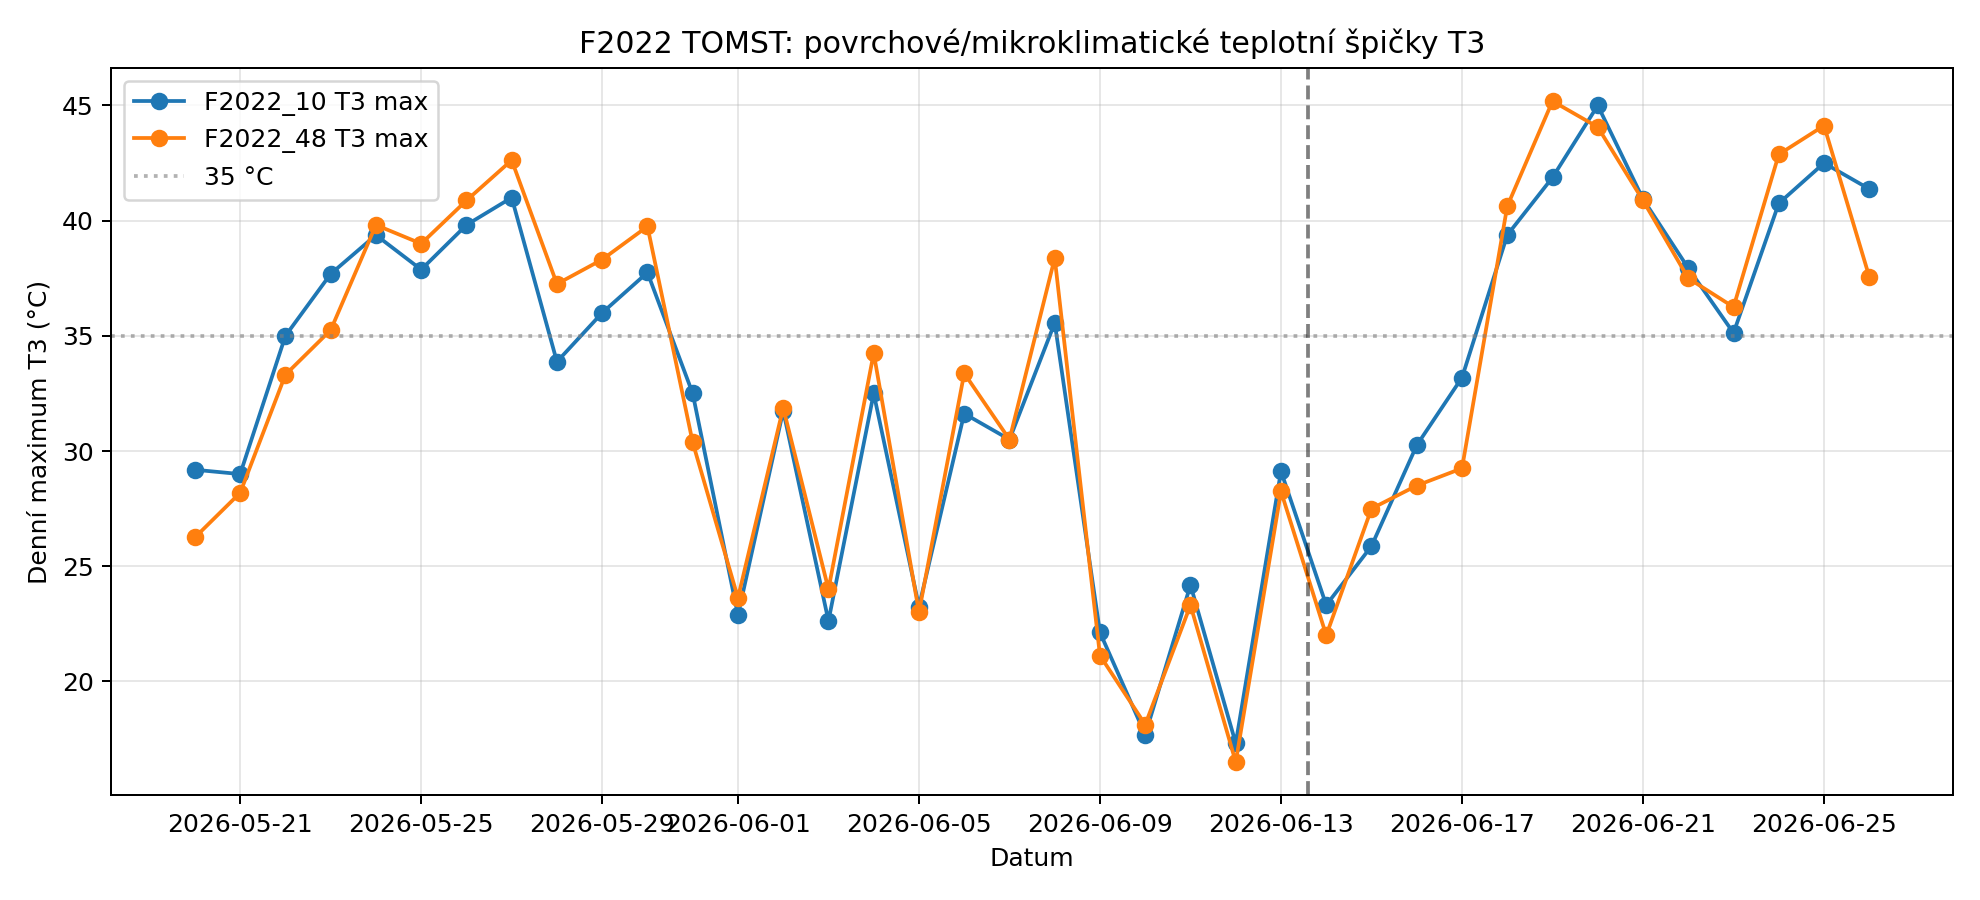 F2022 TOMST: povrchové/mikroklimatické teplotní špičky T3
F2022_10 T3 max
F2022_48 T3 max
35 °C
Denní maximum T3 (°C)
45
40
35
30
25
20
2026-05-21
2026-05-25
2026-05-29
2026-06-01
2026-06-05
2026-06-09
2026-06-13
2026-06-17
2026-06-21
2026-06-25
Datum